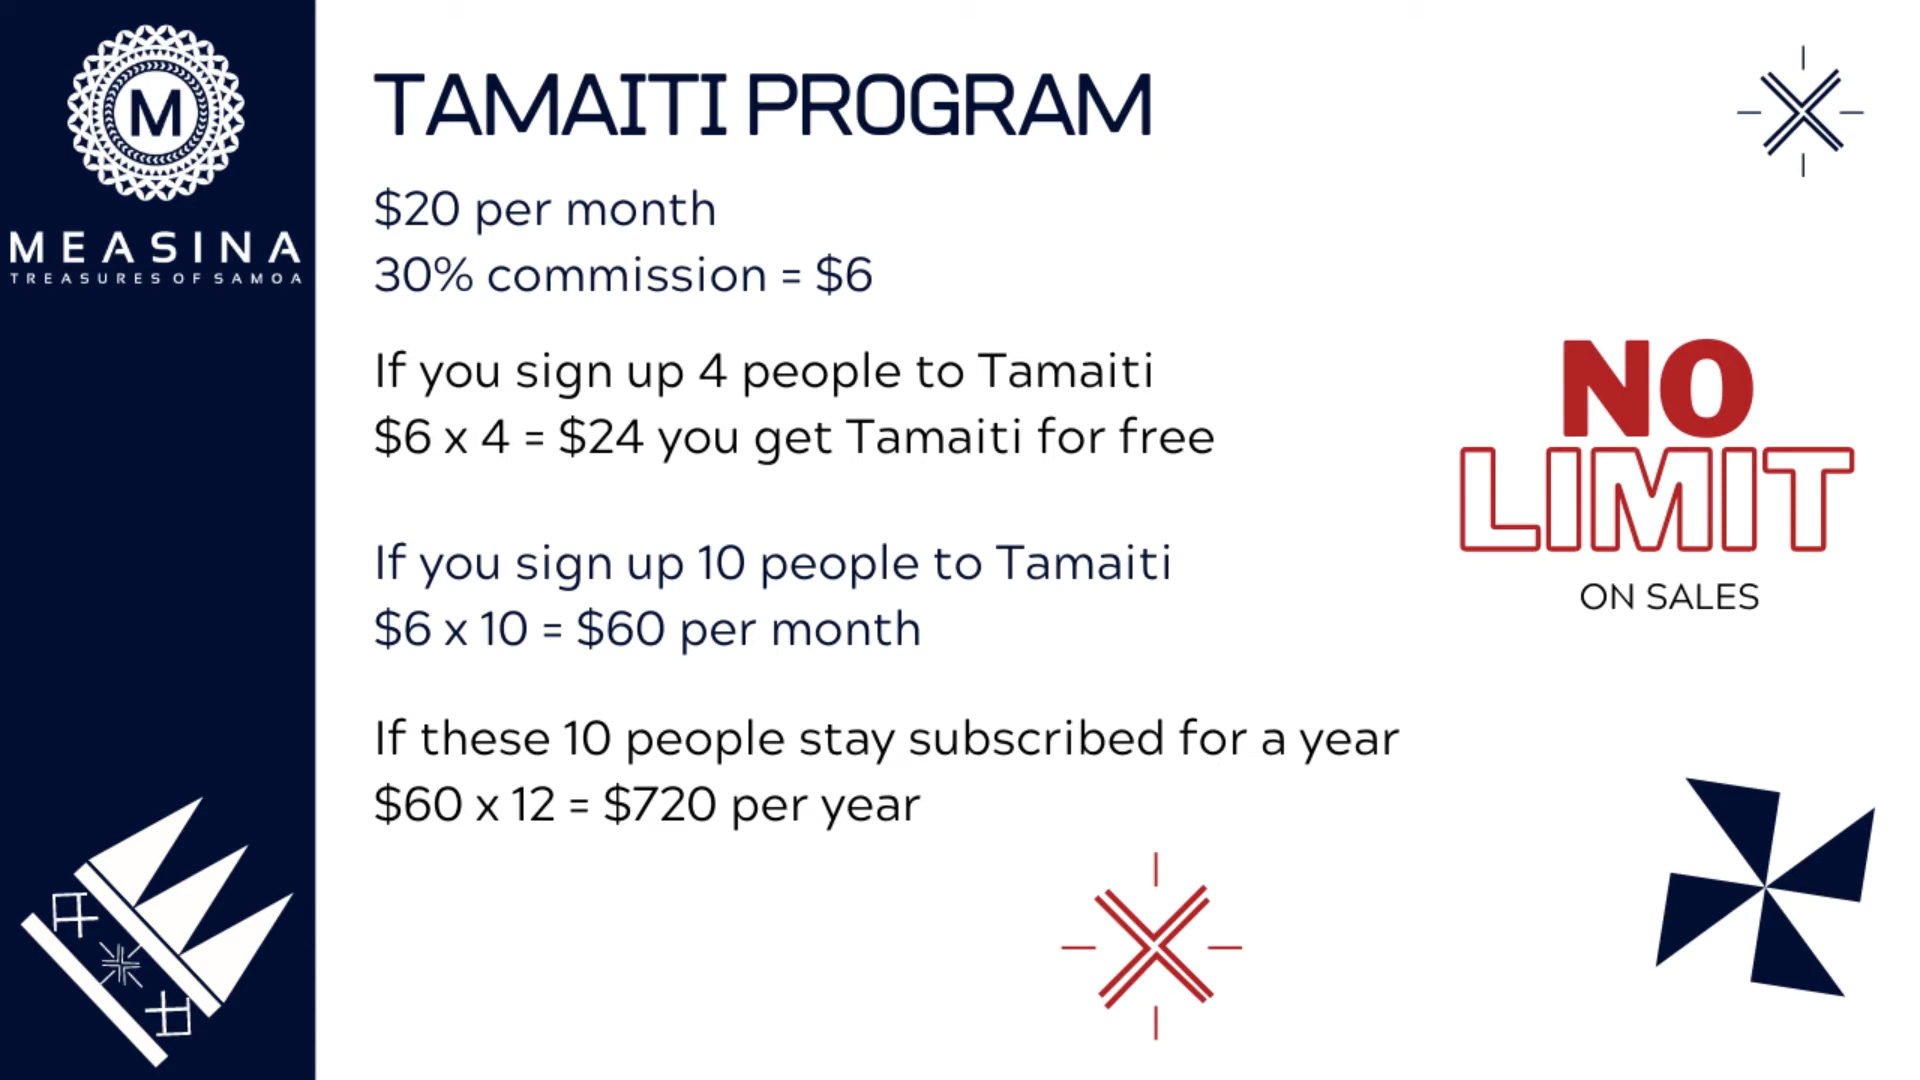 M
MEASINA
TREASURES OF SAMOA
TAMAITI PROGRAM
$20 per month
30% commission = $6
If you sign up 4 people to Tamaiti
$6 x 4 = $24 you get Tamaiti for free
If you sign up 10 people to Tamaiti
$6 x 10 = $60 per month
If these 10 people stay subscribed for a year
$60 x 12 = $720 per year
NO
LIMIT
ON SALES